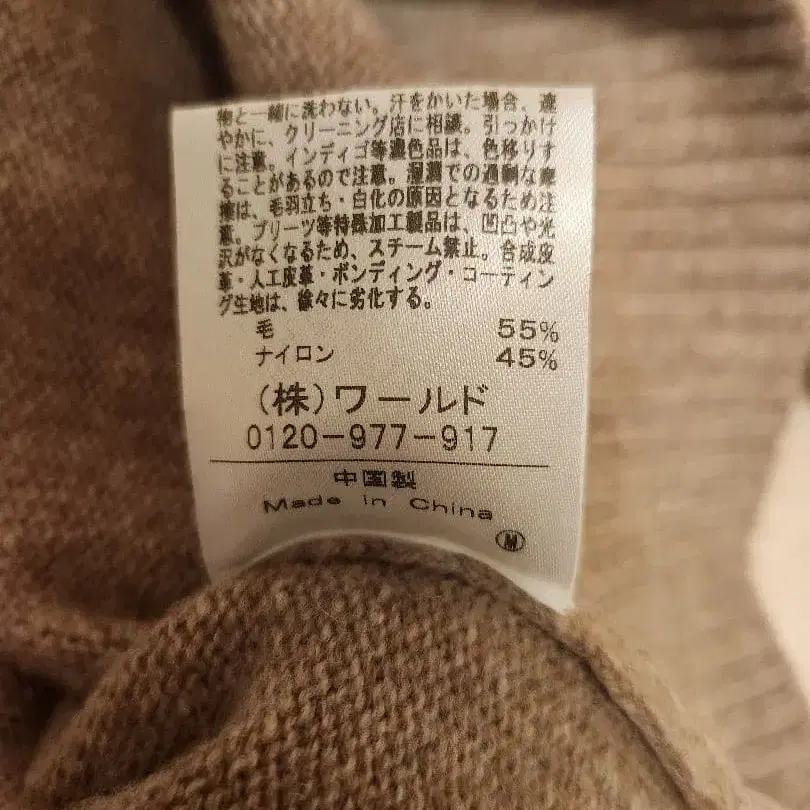 物と一緒に洗わない。汗をかいた場合、速
やかに、クリーニング店に相談。引っかけ
に注意。インディゴ等濃色品は、色移りす
ることがあるので注意。湿潤での過剰な摩
擦は、毛羽立ち・白化の原因となるため注
意。プリーツ等特殊加工製品は、凹凸や光
沢がなくなるため、スチーム禁止。合成皮
革・人工皮革・ボンディング・コーティン
グ生地は、徐々に劣化する。
毛 55%
ナイロン 45%
(株)ワールド
0120-977-917
中国製
Made in China
M